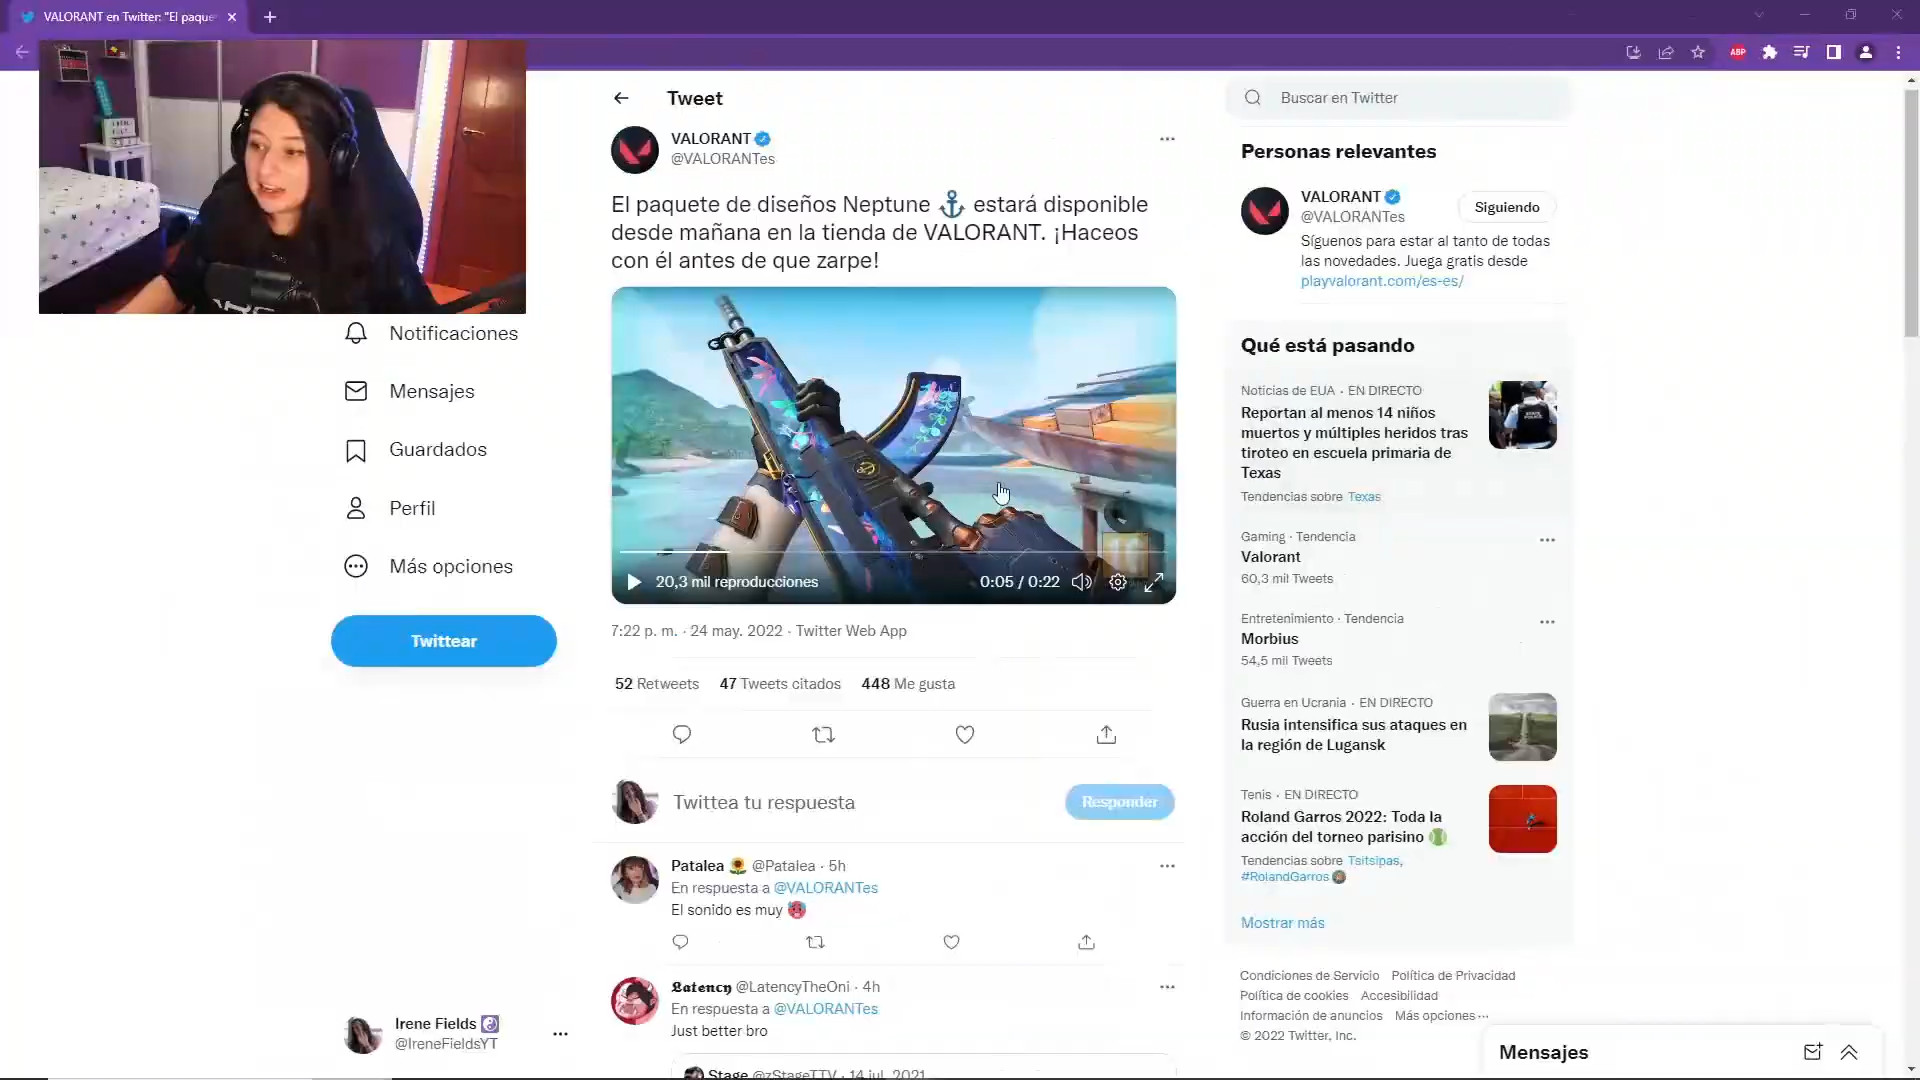 VALORANT en Twitter: "El paque
ABP
Tweet
VALORANT
@VALORANTes
El paquete de diseños Neptune ⚓ estará disponible
desde mañana en la tienda de VALORANT. ¡Haceos
con él antes de que zarpe!
20,3 mil reproducciones
0:05 / 0:22
7:22 p. m. · 24 may. 2022 · Twitter Web App
52 Retweets 47 Tweets citados 448 Me gusta
Twittea tu respuesta
Responder
Patalea 🌻 @Patalea · 5h
En respuesta a @VALORANTes
El sonido es muy 🥵
𝕷𝖆𝖙𝖊𝖓𝖈𝖞 @LatencyTheOni · 4h
En respuesta a @VALORANTes
Just better bro
Stage @zStageTTV · 14 jul. 2021
Notificaciones
Mensajes
Guardados
Perfil
Más opciones
Twittear
Irene Fields ☯
@IreneFieldsYT
Buscar en Twitter
Personas relevantes
VALORANT
@VALORANTes
Siguiendo
Síguenos para estar al tanto de todas
las novedades. Juega gratis desde
playvalorant.com/es-es/
Qué está pasando
Noticias de EUA · EN DIRECTO
Reportan al menos 14 niños
muertos y múltiples heridos tras
tiroteo en escuela primaria de
Texas
Tendencias sobre Texas
Gaming · Tendencia
Valorant
60,3 mil Tweets
Entretenimiento · Tendencia
Morbius
54,5 mil Tweets
Guerra en Ucrania · EN DIRECTO
Rusia intensifica sus ataques en
la región de Lugansk
Tenis · EN DIRECTO
Roland Garros 2022: Toda la
acción del torneo parisino 🎾
Tendencias sobre Tsitsipas,
#RolandGarros
Mostrar más
Condiciones de Servicio Política de Privacidad
Política de cookies Accesibilidad
Información de anuncios Más opciones ···
© 2022 Twitter, Inc.
Mensajes